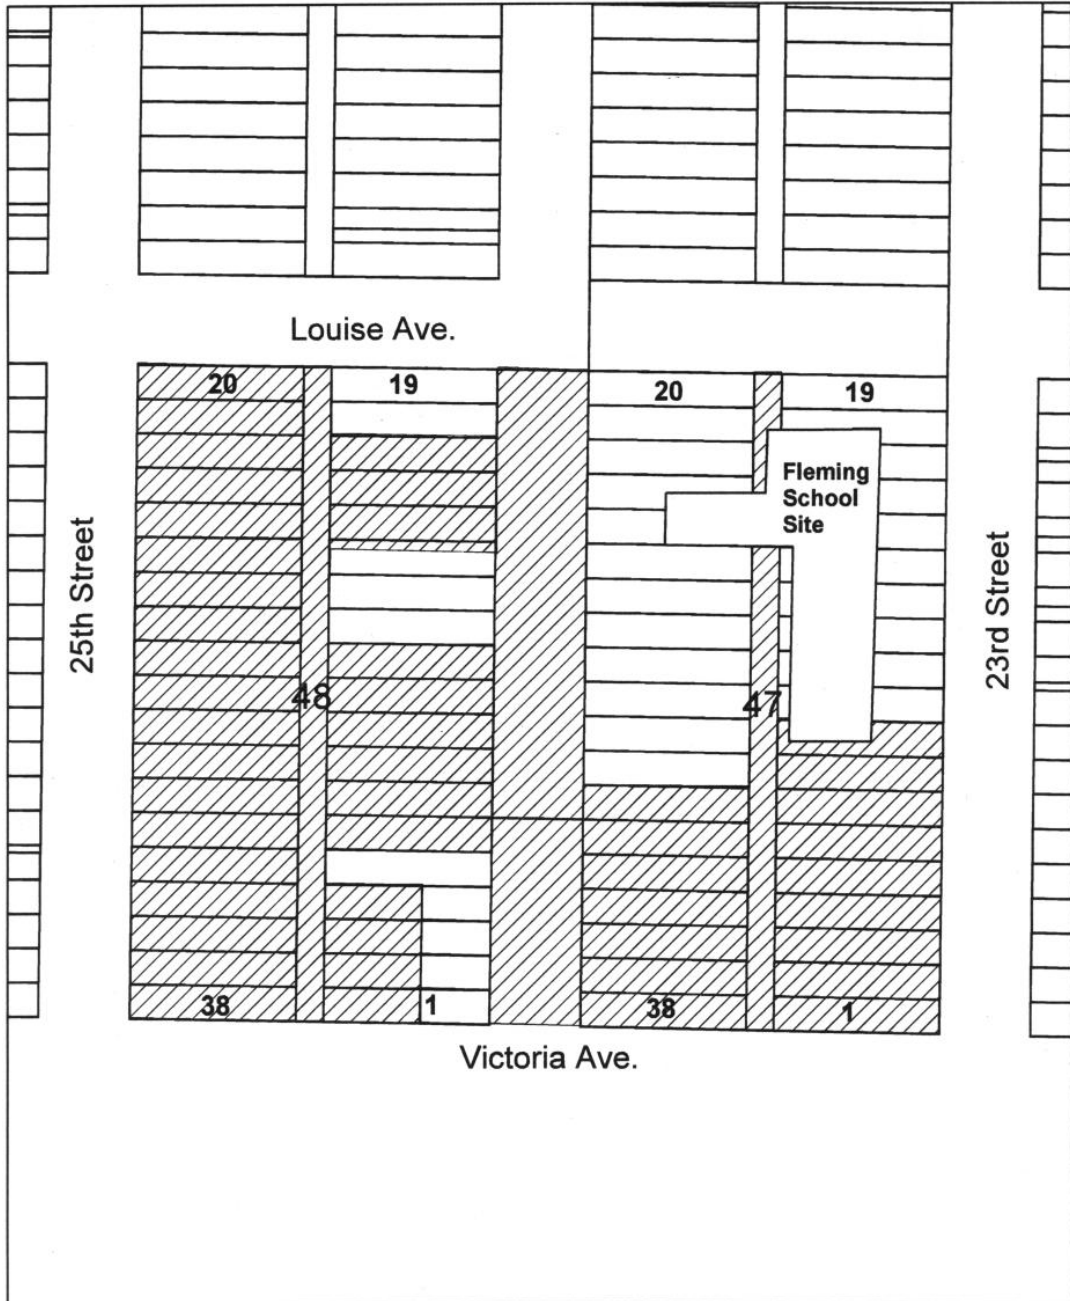 Louise Ave.
20
19
20
19
Fleming
School
Site
25th Street
23rd Street
48
47
38
1
38
1
Victoria Ave.